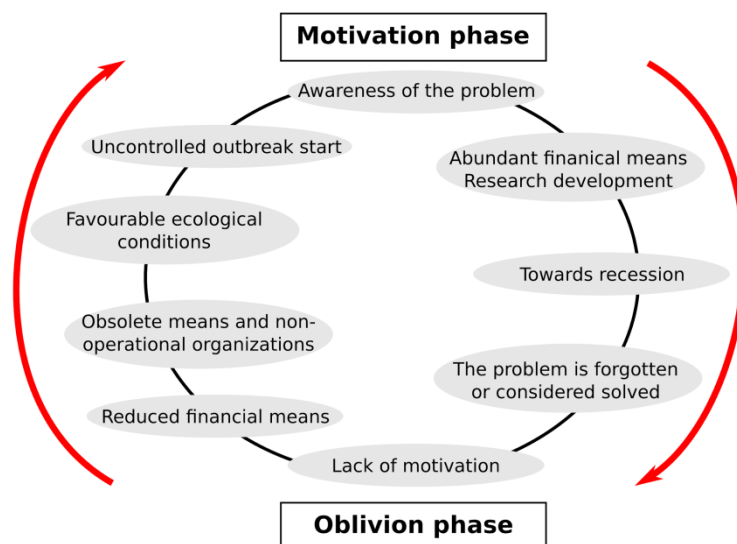 Motivation phase
Awareness of the problem
Abundant finanical means
Research development
Towards recession
The problem is forgotten
or considered solved
Lack of motivation
Reduced financial means
Obsolete means and non-
operational organizations
Favourable ecological
conditions
Uncontrolled outbreak start
Oblivion phase